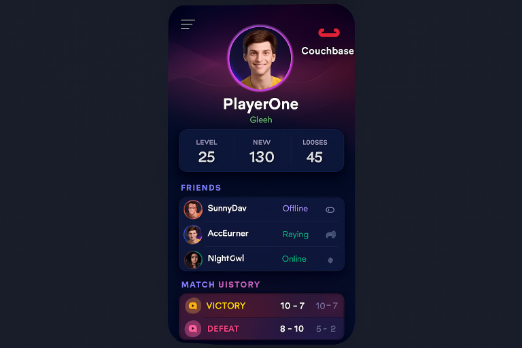 Couchbase
PlayerOne
Gleeh
LEVEL NEW LOOSES
25 130 45
FRIENDS
SunnyDav Offline
AccEurner Raying
NightGwl Online
MATCH UISTORY
VICTORY 10 - 7 10-7
DEFEAT 8 - 10 5 - 2